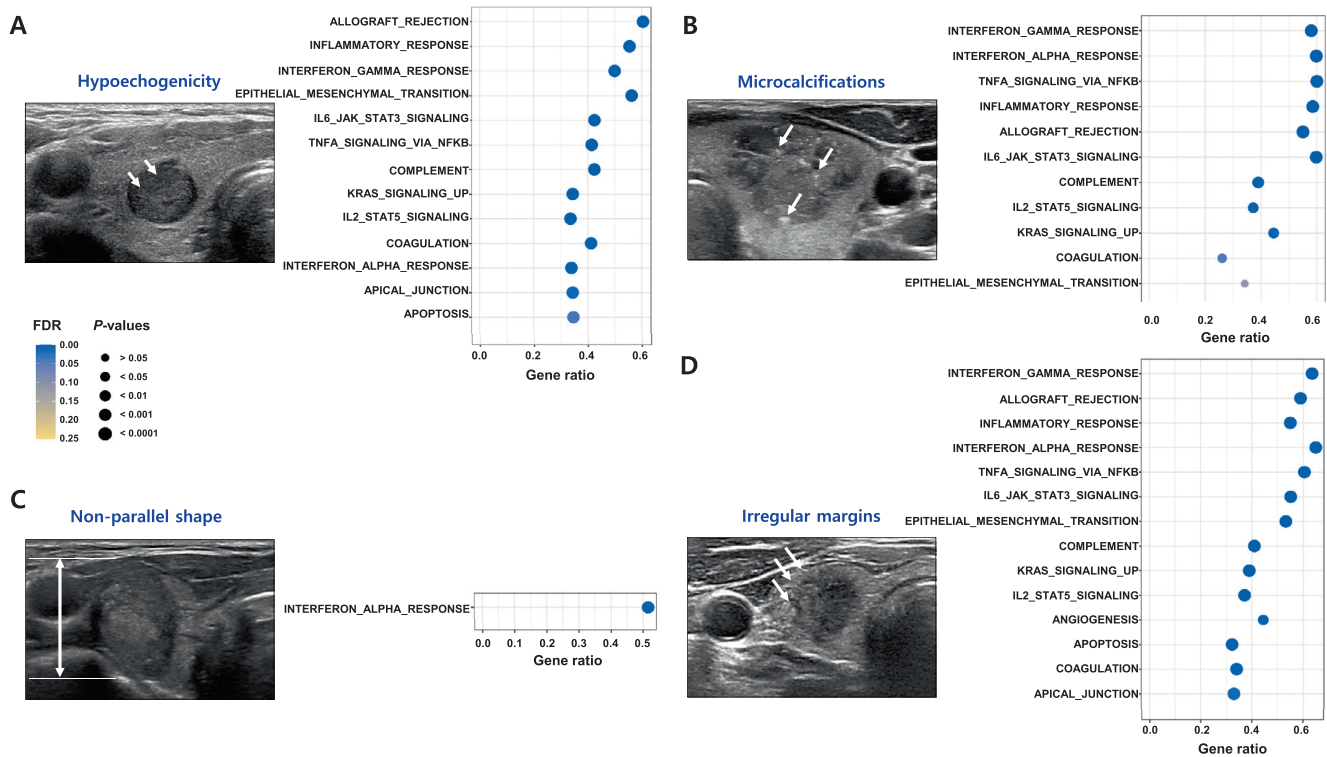 A
Hypoechogenicity
ALLOGRAFT_REJECTION
INFLAMMATORY_RESPONSE
INTERFERON_GAMMA_RESPONSE
EPITHELIAL_MESENCHYMAL_TRANSITION
IL6_JAK_STAT3_SIGNALING
TNFA_SIGNALING_VIA_NFKB
COMPLEMENT
KRAS_SIGNALING_UP
IL2_STAT5_SIGNALING
COAGULATION
INTERFERON_ALPHA_RESPONSE
APICAL_JUNCTION
APOPTOSIS
0.0 0.2 0.4 0.6
Gene ratio
FDR
0.00
0.05
0.10
0.15
0.20
0.25
P-values
> 0.05
< 0.05
< 0.01
< 0.001
< 0.0001
B
Microcalcifications
INTERFERON_GAMMA_RESPONSE
INTERFERON_ALPHA_RESPONSE
TNFA_SIGNALING_VIA_NFKB
INFLAMMATORY_RESPONSE
ALLOGRAFT_REJECTION
IL6_JAK_STAT3_SIGNALING
COMPLEMENT
IL2_STAT5_SIGNALING
KRAS_SIGNALING_UP
COAGULATION
EPITHELIAL_MESENCHYMAL_TRANSITION
0.0 0.2 0.4 0.6
Gene ratio
C
Non-parallel shape
INTERFERON_ALPHA_RESPONSE
0.0 0.1 0.2 0.3 0.4 0.5
Gene ratio
D
Irregular margins
INTERFERON_GAMMA_RESPONSE
ALLOGRAFT_REJECTION
INFLAMMATORY_RESPONSE
INTERFERON_ALPHA_RESPONSE
TNFA_SIGNALING_VIA_NFKB
IL6_JAK_STAT3_SIGNALING
EPITHELIAL_MESENCHYMAL_TRANSITION
COMPLEMENT
KRAS_SIGNALING_UP
IL2_STAT5_SIGNALING
ANGIOGENESIS
APOPTOSIS
COAGULATION
APICAL_JUNCTION
0.0 0.2 0.4 0.6
Gene ratio